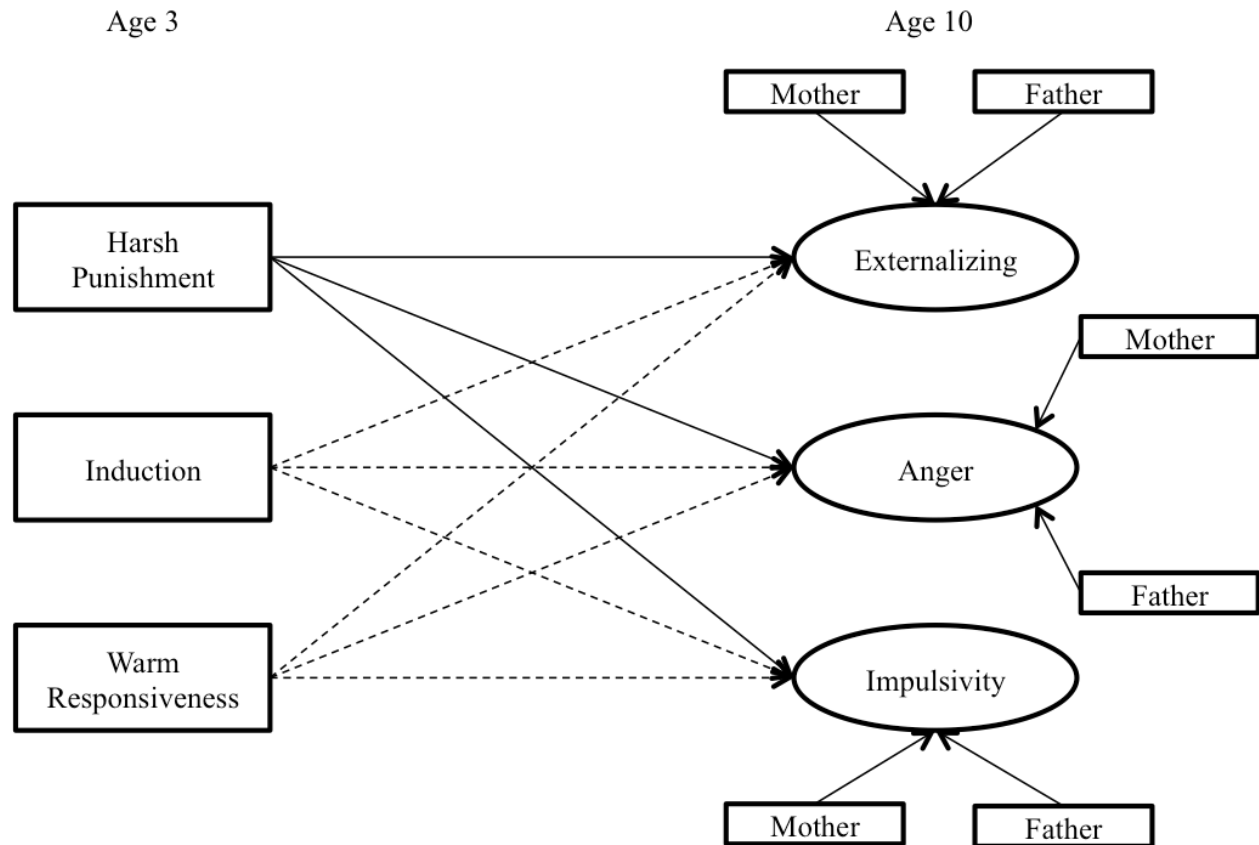 Age 3
Age 10
Mother
Father
Harsh
Punishment
Externalizing
Mother
Induction
Anger
Father
Warm
Responsiveness
Impulsivity
Mother
Father